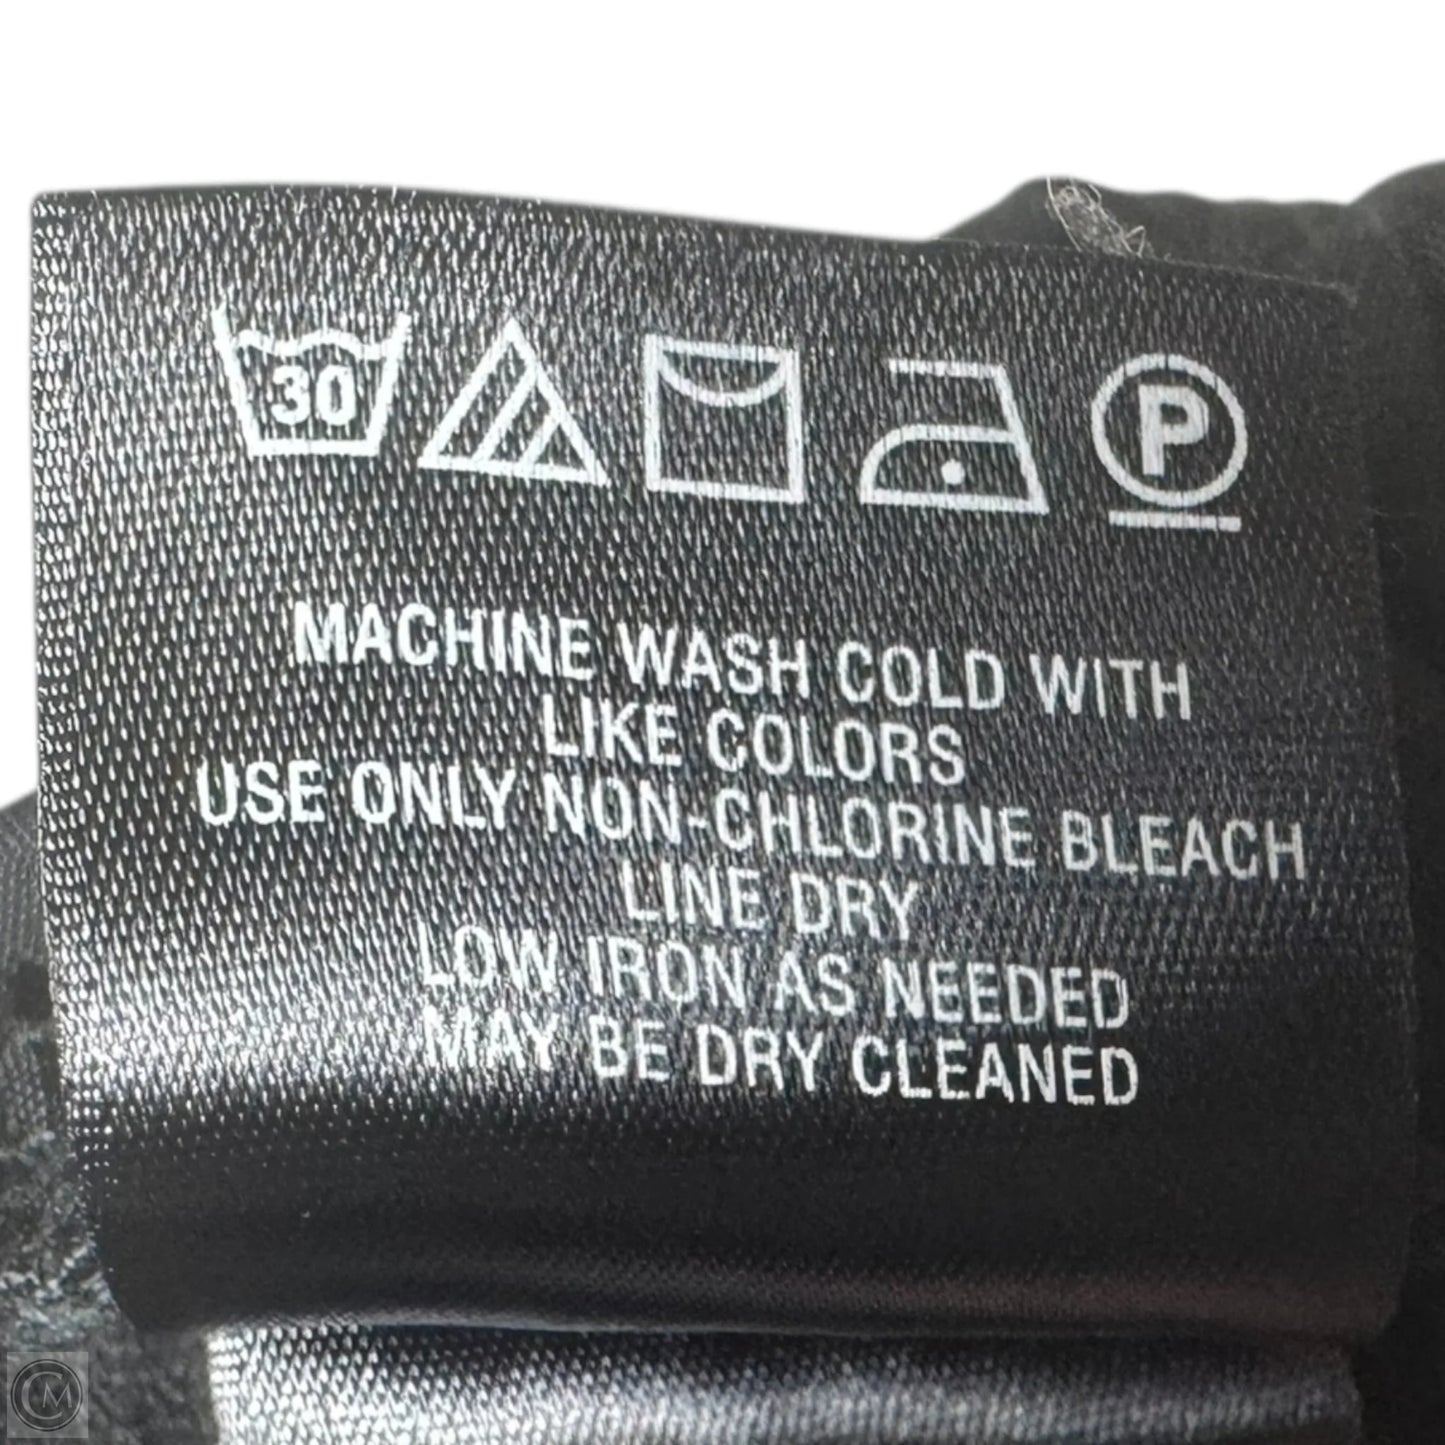 30
P
MACHINE WASH COLD WITH
LIKE COLORS
USE ONLY NON-CHLORINE BLEACH
LINE DRY
LOW IRON AS NEEDED
MAY BE DRY CLEANED
CM